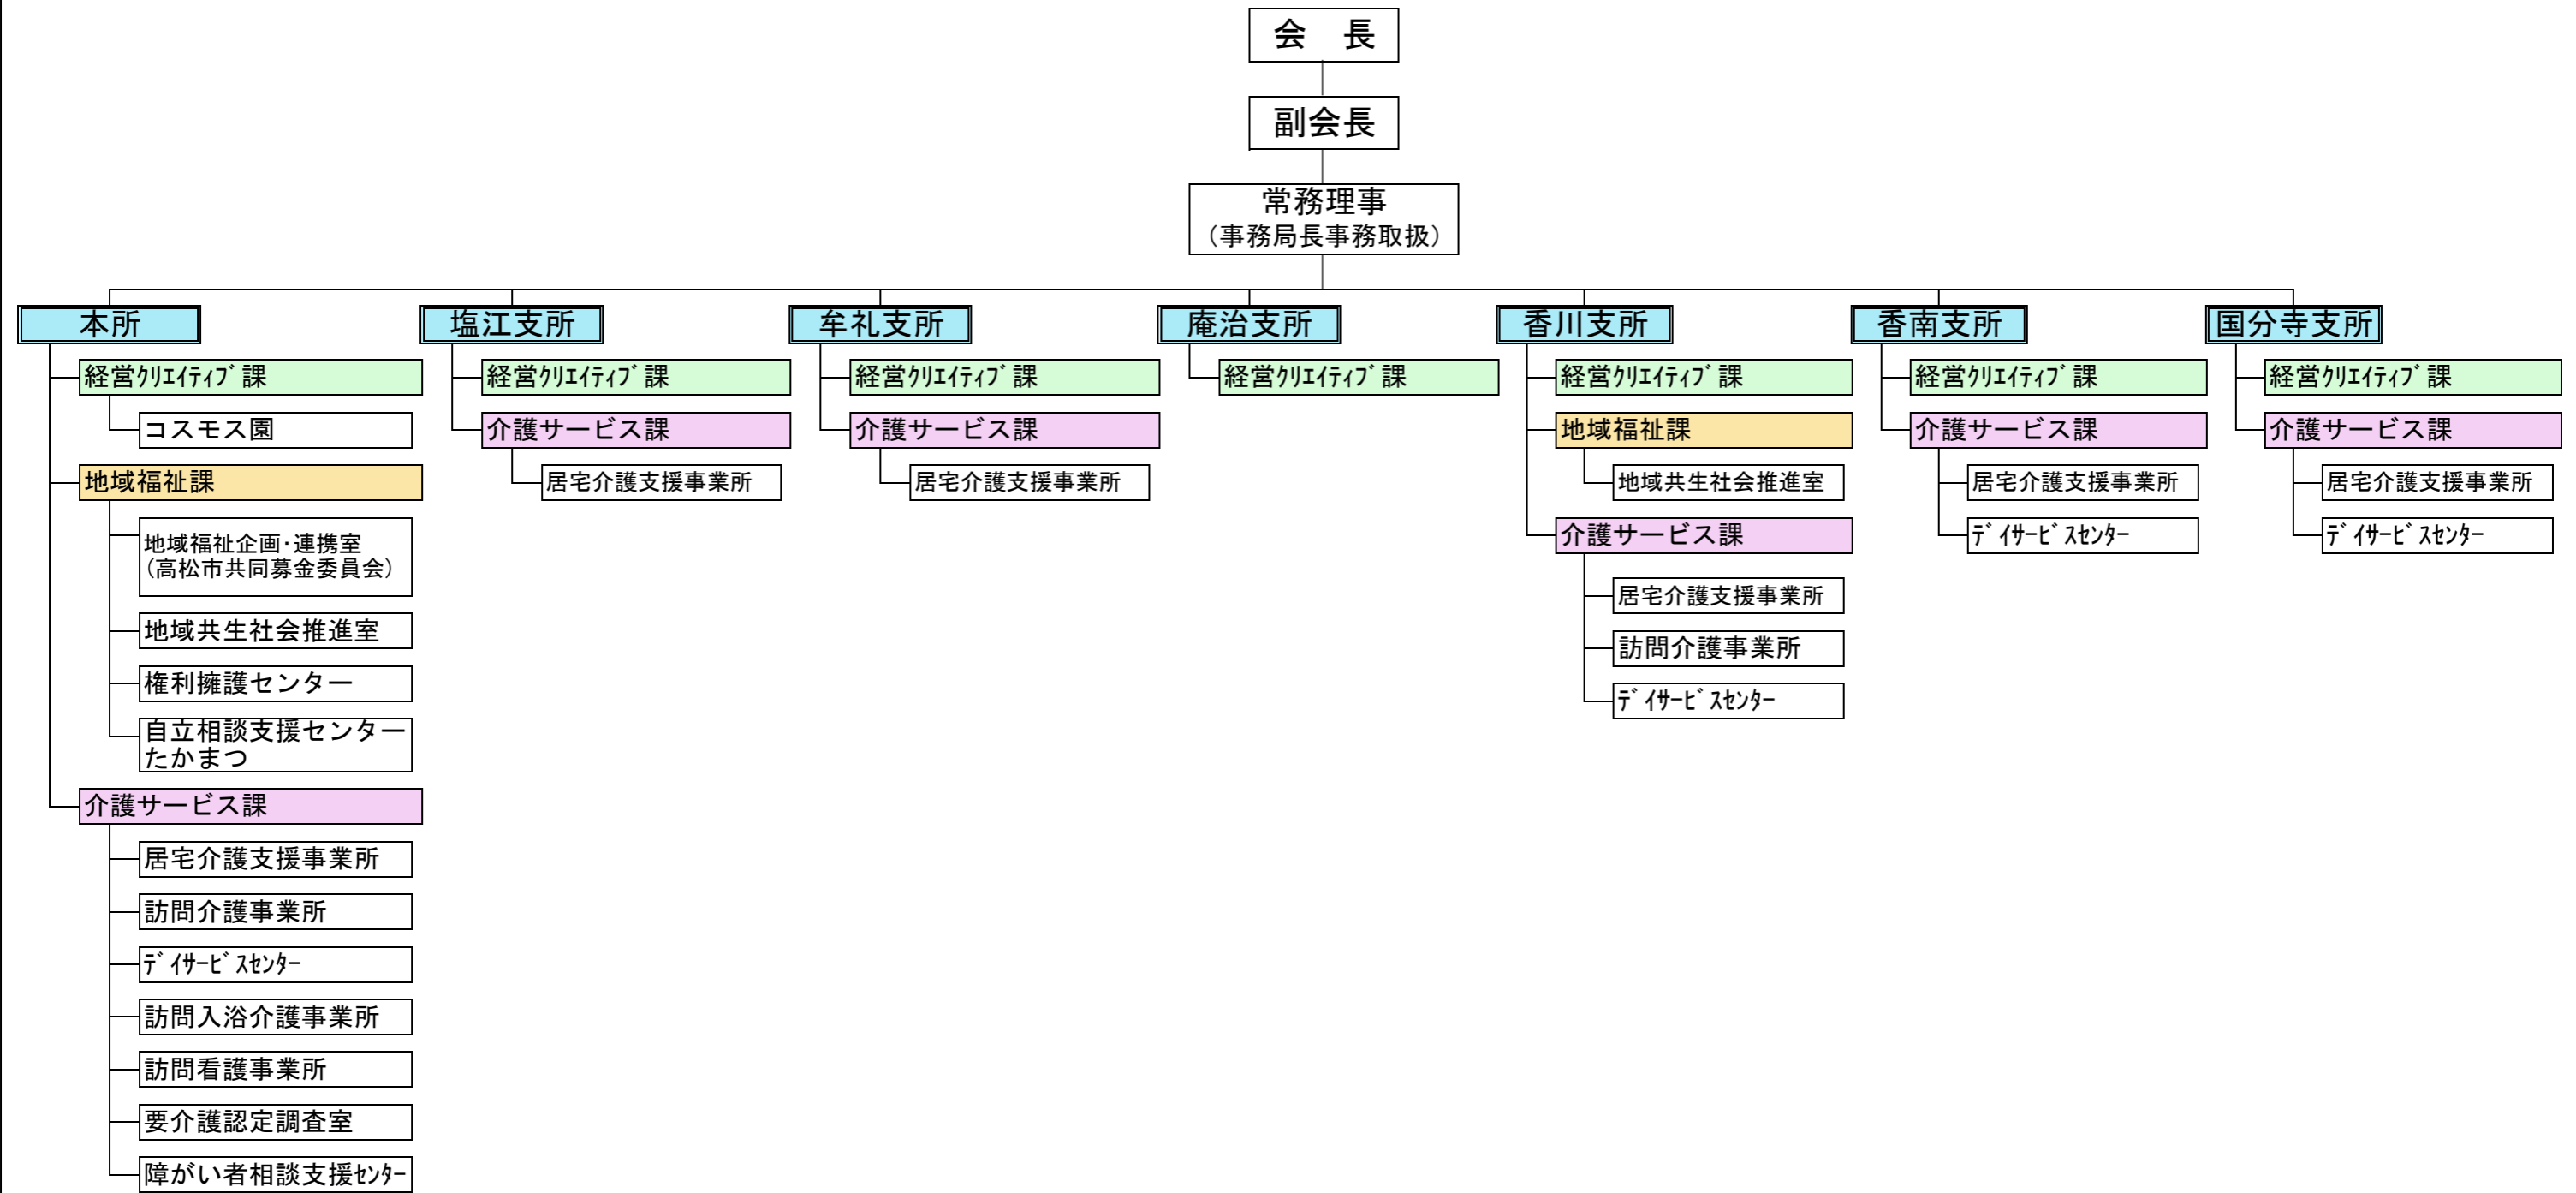 会　長
副会長
常務理事
（事務局長事務取扱）
本所
経営ｸﾘｴｲﾃｨﾌﾞ課
コスモス園
地域福祉課
地域福祉企画･連携室
（高松市共同募金委員会）
地域共生社会推進室
権利擁護センター
自立相談支援センター
たかまつ
介護サービス課
居宅介護支援事業所
訪問介護事業所
ﾃﾞｲｻｰﾋﾞｽｾﾝﾀｰ
訪問入浴介護事業所
訪問看護事業所
要介護認定調査室
障がい者相談支援ｾﾝﾀｰ
塩江支所
経営ｸﾘｴｲﾃｨﾌﾞ課
介護サービス課
居宅介護支援事業所
牟礼支所
経営ｸﾘｴｲﾃｨﾌﾞ課
介護サービス課
居宅介護支援事業所
庵治支所
経営ｸﾘｴｲﾃｨﾌﾞ課
香川支所
経営ｸﾘｴｲﾃｨﾌﾞ課
地域福祉課
地域共生社会推進室
介護サービス課
居宅介護支援事業所
訪問介護事業所
ﾃﾞｲｻｰﾋﾞｽｾﾝﾀｰ
香南支所
経営ｸﾘｴｲﾃｨﾌﾞ課
介護サービス課
居宅介護支援事業所
ﾃﾞｲｻｰﾋﾞｽｾﾝﾀｰ
国分寺支所
経営ｸﾘｴｲﾃｨﾌﾞ課
介護サービス課
居宅介護支援事業所
ﾃﾞｲｻｰﾋﾞｽｾﾝﾀｰ